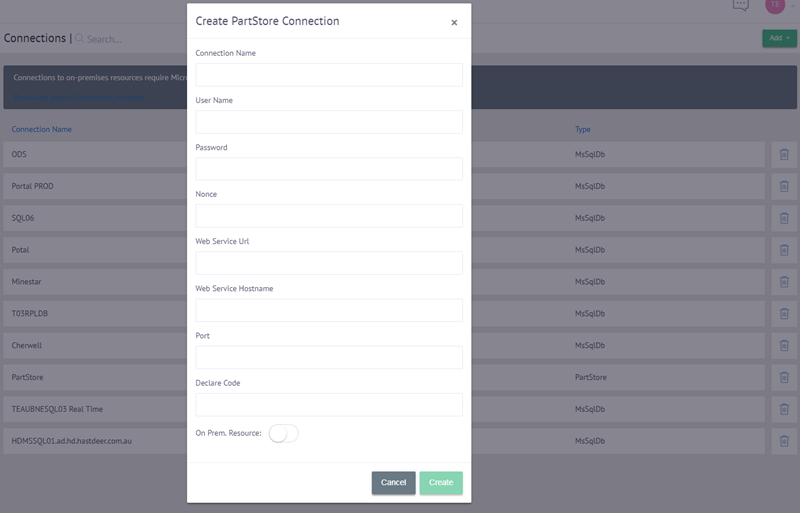 TE
Connections |
Search...
Add
Connections to on-premises resources require Micr
Connection Name
Type
ODS
MsSqlDb
Portal PROD
MsSqlDb
SQL06
MsSqlDb
Potal
MsSqlDb
Minestar
MsSqlDb
T03RPLDB
MsSqlDb
Cherwell
MsSqlDb
PartStore
PartStore
TEAUBNESQL03 Real Time
MsSqlDb
HDMSSQL01.ad.hd.hastdeer.com.au
MsSqlDb
Create PartStore Connection
×
Connection Name
User Name
Password
Nonce
Web Service Url
Web Service Hostname
Port
Declare Code
On Prem. Resource:
Cancel
Create